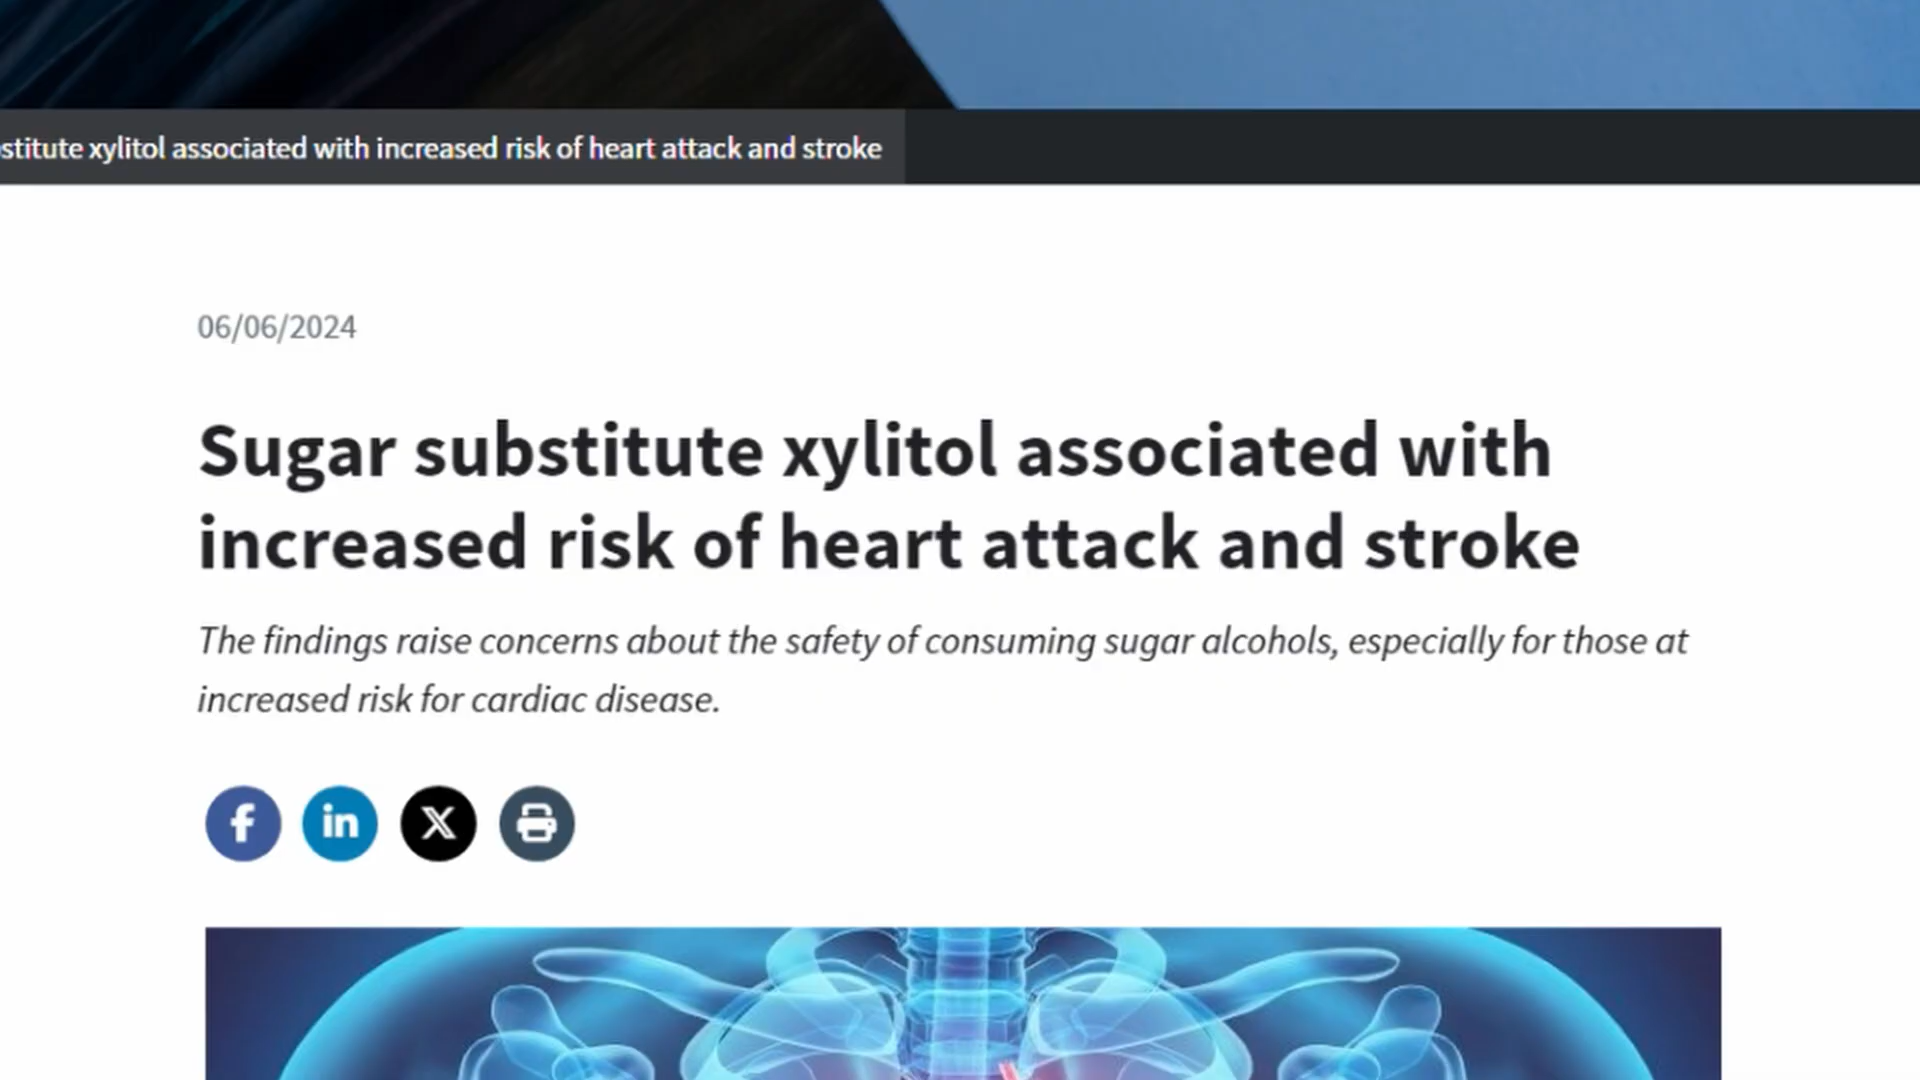 stitute xylitol associated with increased risk of heart attack and stroke
06/06/2024
Sugar substitute xylitol associated with
increased risk of heart attack and stroke
The findings raise concerns about the safety of consuming sugar alcohols, especially for those at
increased risk for cardiac disease.